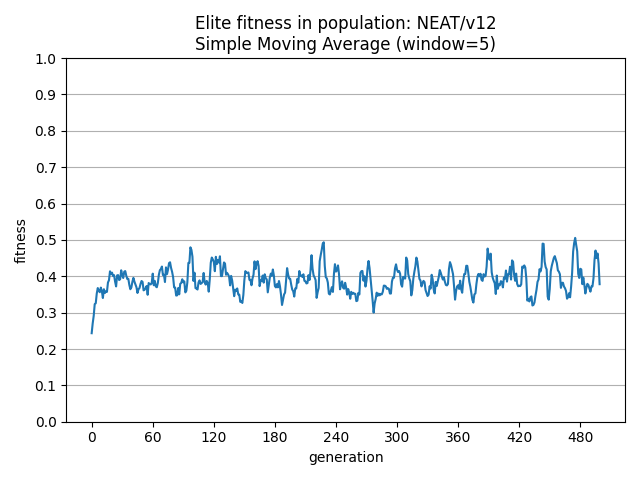 Elite fitness in population: NEAT/v12
Simple Moving Average (window=5)
1.0
0.9
0.8
0.7
0.6
0.5
0.4
0.3
0.2
0.1
0.0
fitness
0 60 120 180 240 300 360 420 480
generation